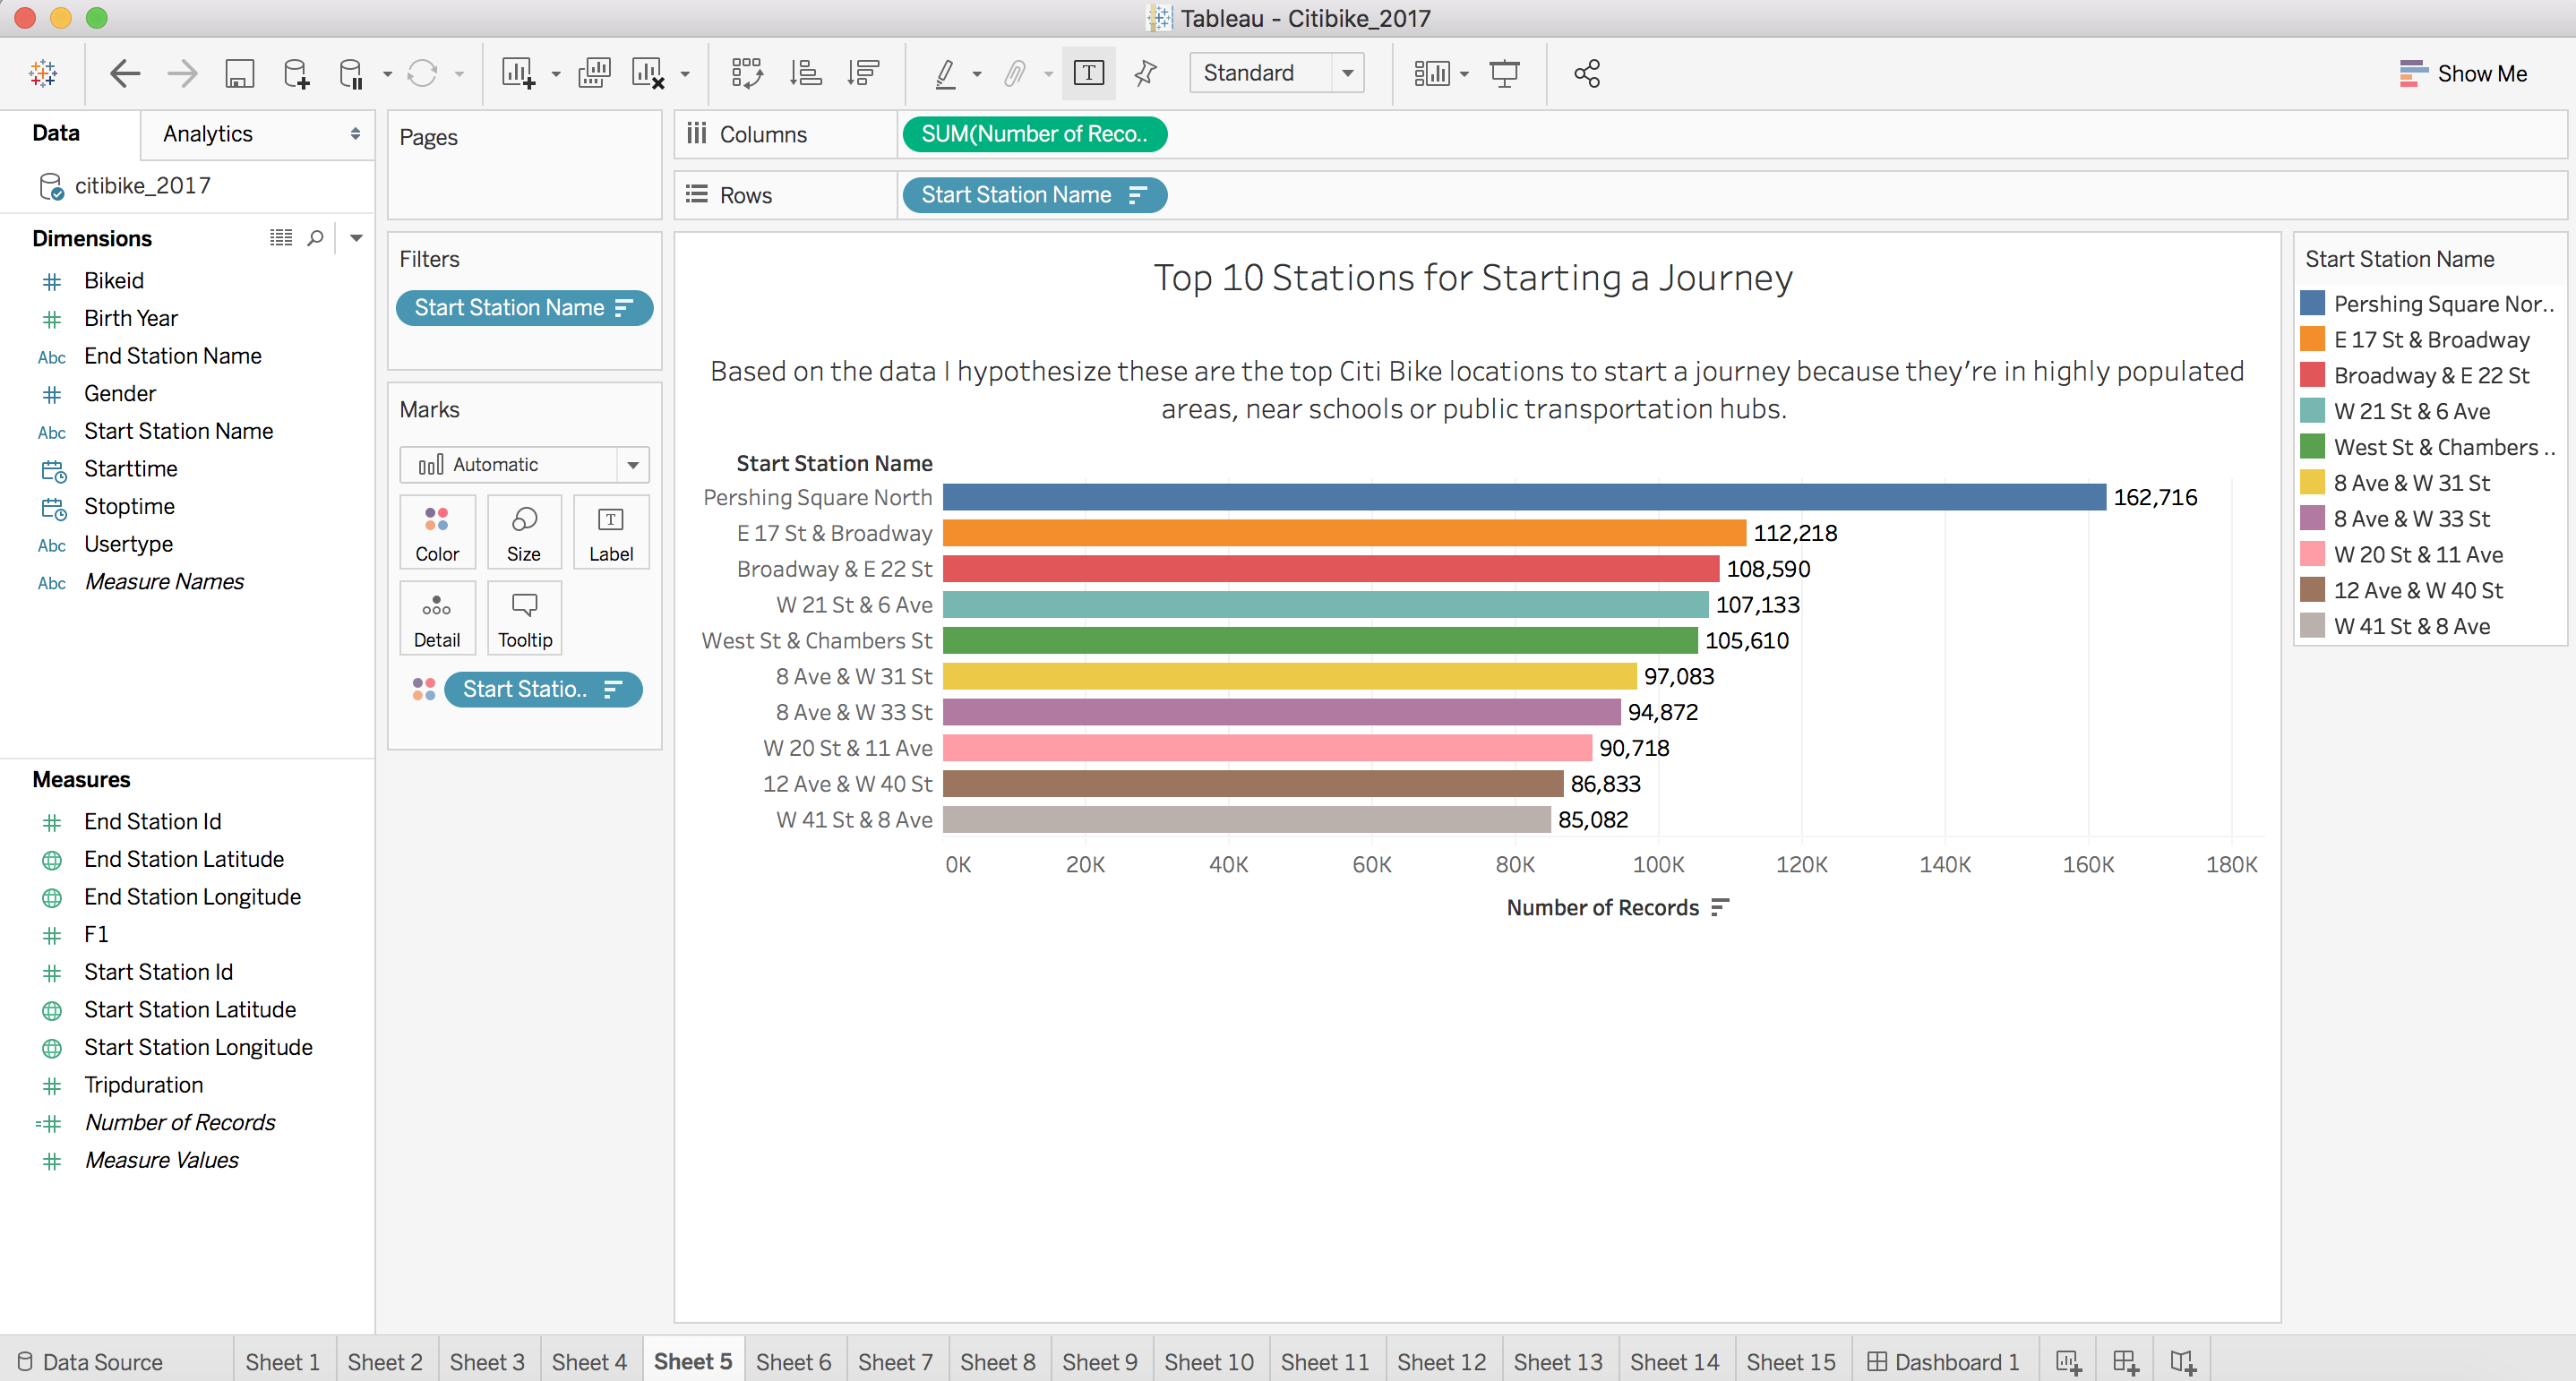 Tableau - Citibike_2017
Standard
Show Me
Data
Analytics
citibike_2017
Dimensions
Bikeid
Birth Year
Abc End Station Name
Gender
Abc Start Station Name
Starttime
Stoptime
Abc Usertype
Abc Measure Names
Measures
End Station Id
End Station Latitude
End Station Longitude
F1
Start Station Id
Start Station Latitude
Start Station Longitude
Tripduration
Number of Records
Measure Values
Pages
Filters
Start Station Name
Marks
Automatic
Color
Size
Label
Detail
Tooltip
Start Statio..
Columns
SUM(Number of Reco..
Rows
Start Station Name
Top 10 Stations for Starting a Journey
Based on the data I hypothesize these are the top Citi Bike locations to start a journey because they're in highly populated
areas, near schools or public transportation hubs.
Start Station Name
Pershing Square North 162,716
E 17 St & Broadway 112,218
Broadway & E 22 St 108,590
W 21 St & 6 Ave 107,133
West St & Chambers St 105,610
8 Ave & W 31 St 97,083
8 Ave & W 33 St 94,872
W 20 St & 11 Ave 90,718
12 Ave & W 40 St 86,833
W 41 St & 8 Ave 85,082
0K 20K 40K 60K 80K 100K 120K 140K 160K 180K
Number of Records
Start Station Name
Pershing Square Nor..
E 17 St & Broadway
Broadway & E 22 St
W 21 St & 6 Ave
West St & Chambers ..
8 Ave & W 31 St
8 Ave & W 33 St
W 20 St & 11 Ave
12 Ave & W 40 St
W 41 St & 8 Ave
Data Source Sheet 1 Sheet 2 Sheet 3 Sheet 4 Sheet 5 Sheet 6 Sheet 7 Sheet 8 Sheet 9 Sheet 10 Sheet 11 Sheet 12 Sheet 13 Sheet 14 Sheet 15 Dashboard 1